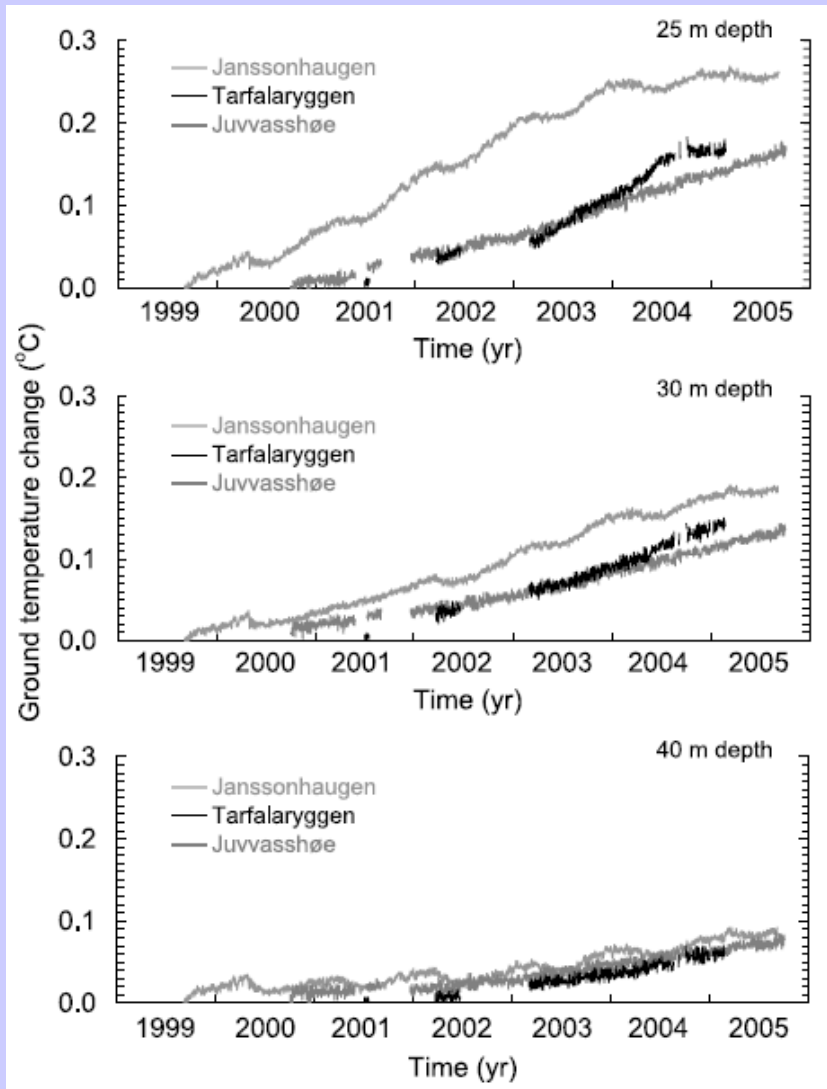 Ground temperature change (°C)
25 m depth
0.3
0.2
0.1
0.0
Janssonhaugen
Tarfalaryggen
Juvvasshøe
1999 2000 2001 2002 2003 2004 2005
Time (yr)
30 m depth
0.3
0.2
0.1
0.0
Janssonhaugen
Tarfalaryggen
Juvvasshøe
1999 2000 2001 2002 2003 2004 2005
Time (yr)
40 m depth
0.3
0.2
0.1
0.0
Janssonhaugen
Tarfalaryggen
Juvvasshøe
1999 2000 2001 2002 2003 2004 2005
Time (yr)